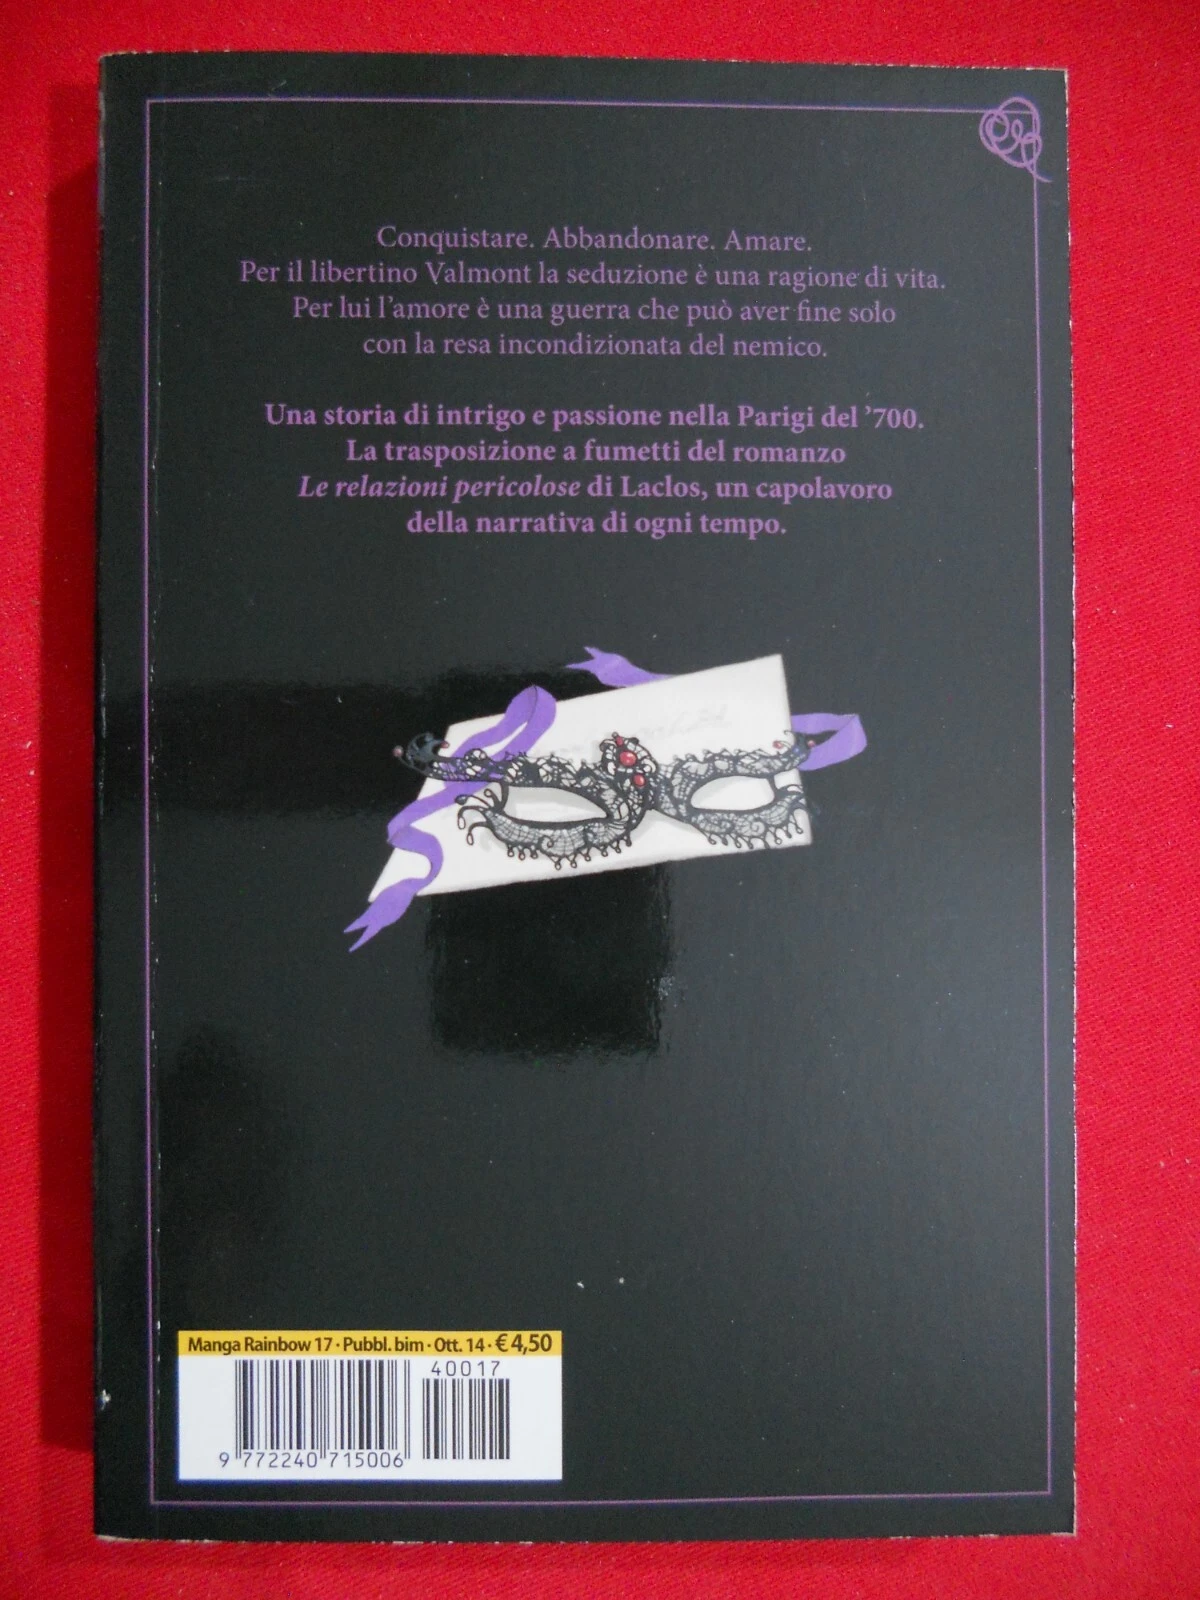 Conquistare. Abbandonare. Amare.
Per il libertino Valmont la seduzione è una ragione di vita.
Per lui l’amore è una guerra che può aver fine solo
con la resa incondizionata del nemico.
Una storia di intrigo e passione nella Parigi del ’700.
La trasposizione a fumetti del romanzo
Le relazioni pericolose di Laclos, un capolavoro
della narrativa di ogni tempo.
Manga Rainbow 17 · Pubbl. bim · Ott. 14 · € 4,50
40017
9 772240 715006